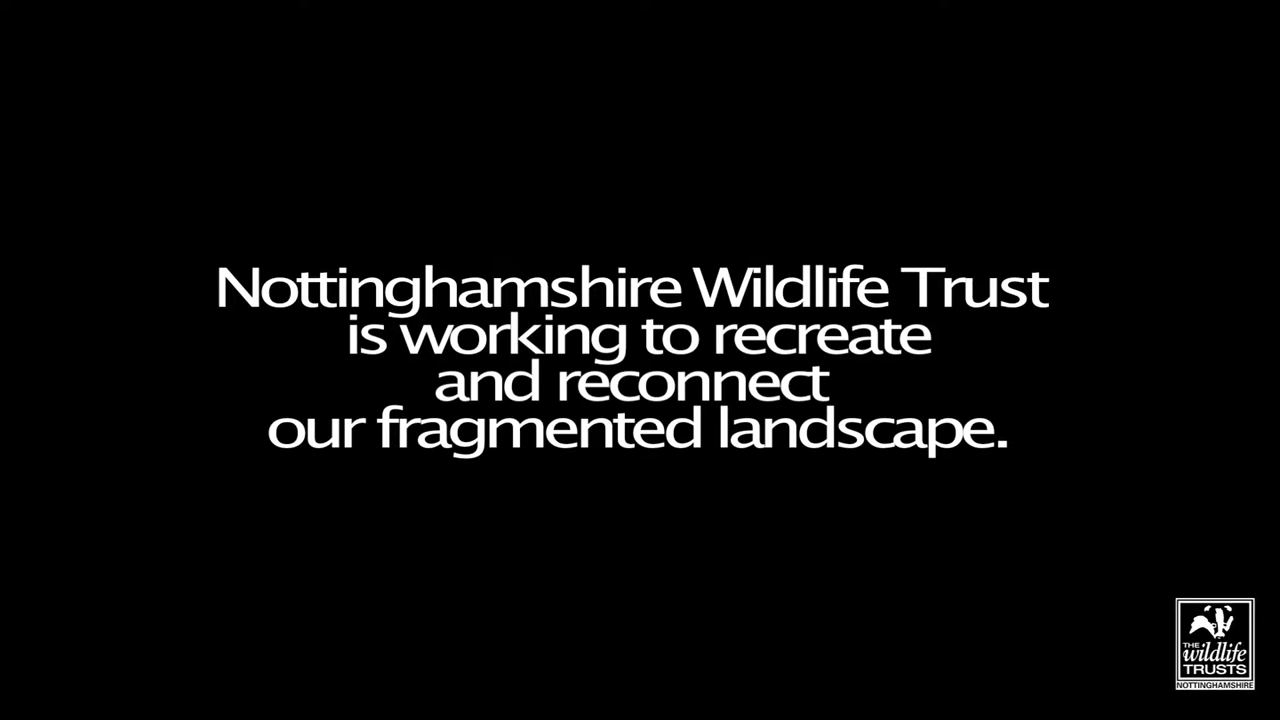 Nottinghamshire Wildlife Trust
is working to recreate
and reconnect
our fragmented landscape.
THE
wildlife
TRUSTS
NOTTINGHAMSHIRE